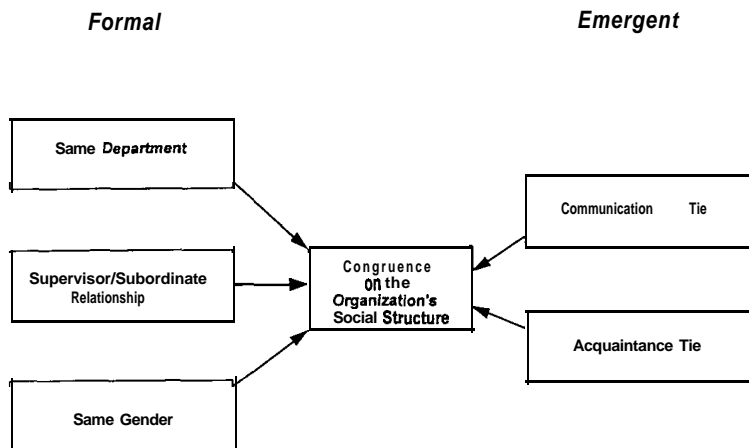 Formal
Emergent
Same Department
Supervisor/Subordinate
Relationship
Same Gender
Congruence
on the
Organization's
Social Structure
Communication Tie
Acquaintance Tie